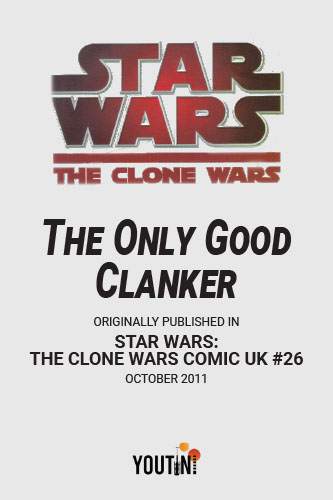 STAR
WARS
THE CLONE WARS
THE ONLY GOOD
CLANKER
ORIGINALLY PUBLISHED IN
STAR WARS:
THE CLONE WARS COMIC UK #26
OCTOBER 2011
YOUTINI